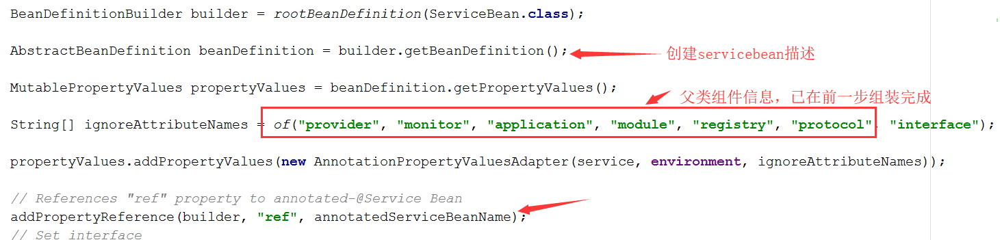 BeanDefinitionBuilder builder = rootBeanDefinition(ServiceBean.class);
AbstractBeanDefinition beanDefinition = builder.getBeanDefinition();
创建servicebean描述
MutablePropertyValues propertyValues = beanDefinition.getPropertyValues();
父类组件信息，已在前一步组装完成
String[] ignoreAttributeNames = of("provider", "monitor", "application", "module", "registry", "protocol", "interface");
propertyValues.addPropertyValues(new AnnotationPropertyValuesAdapter(service, environment, ignoreAttributeNames));
// References "ref" property to annotated-@Service Bean
addPropertyReference(builder, "ref", annotatedServiceBeanName);
// Set interface